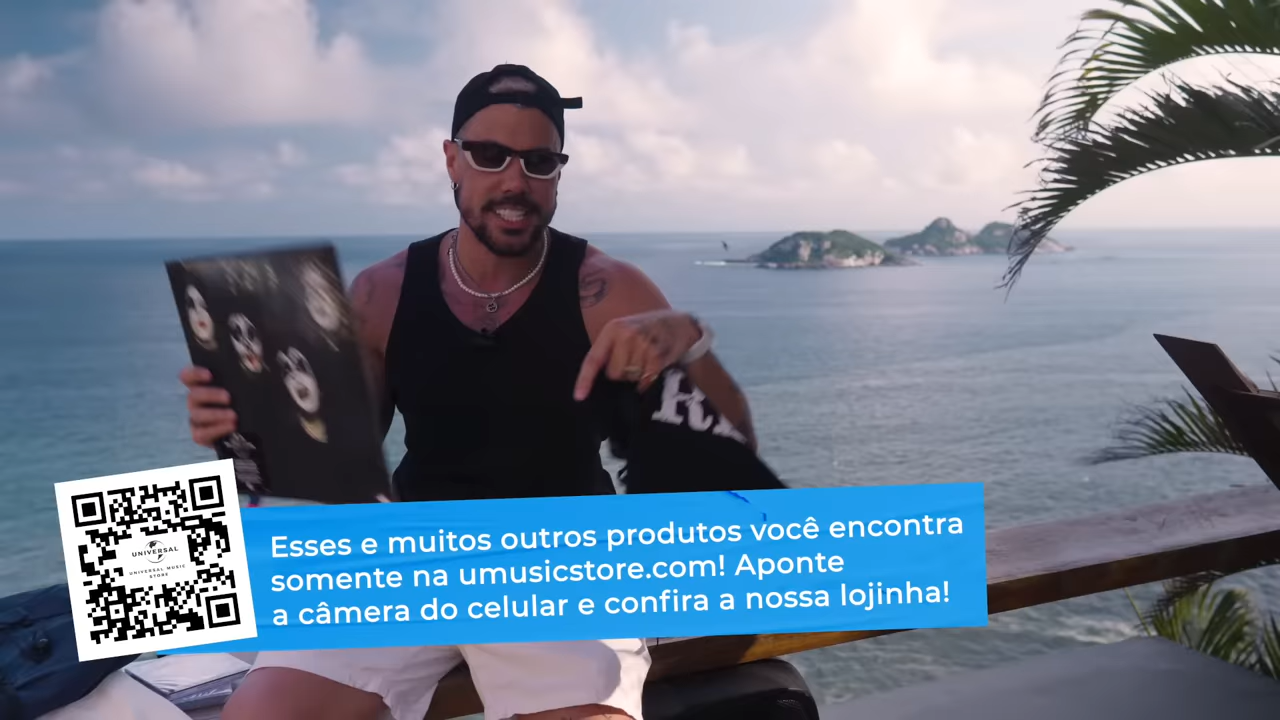 Esses e muitos outros produtos você encontra
somente na umusicstore.com! Aponte
a câmera do celular e confira a nossa lojinha!
UNIVERSAL
UNIVERSAL MUSIC
STORE